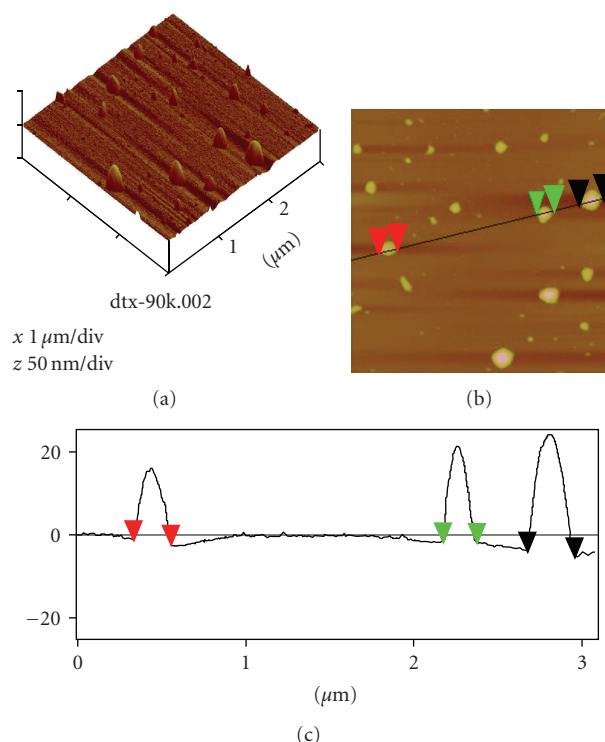 2
1
(μm)
dtx-90k.002
x 1 μm/div
z 50 nm/div
(a)
(b)
20
0
−20
0
1
2
3
(μm)
(c)